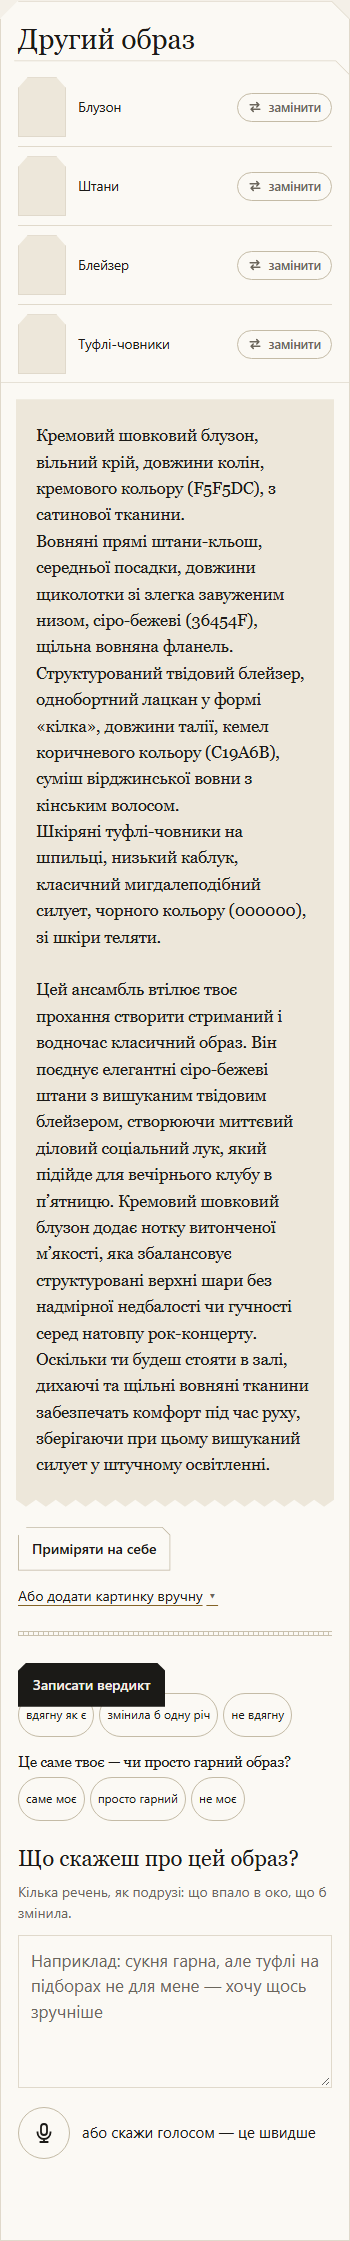 Другий образ
Блузон
замінити
Штани
замінити
Блейзер
замінити
Туфлі-човники
замінити
Кремовий шовковий блузон,
вільний крій, довжини колін,
кремового кольору (F5F5DC), з
сатинової тканини.
Вовняні прямі штани-кльош,
середньої посадки, довжини
щиколотки зі злегка завуженим
низом, сіро-бежеві (36454F),
щільна вовняна фланель.
Структурований твідовий блейзер,
однобортний лацкан у формі
«кілка», довжини талії, кемел
коричневого кольору (C19A6B),
суміш вірджинської вовни з
кінським волосом.
Шкіряні туфлі-човники на
шпильці, низький каблук,
класичний мигдалеподібний
силует, чорного кольору (000000),
зі шкіри теляти.
Цей ансамбль втілює твоє
прохання створити стриманий і
водночас класичний образ. Він
поєднує елегантні сіро-бежеві
штани з вишуканим твідовим
блейзером, створюючи миттєвий
діловий соціальний лук, який
підійде для вечірнього клубу в
п’ятницю. Кремовий шовковий
блузон додає нотку витонченої
м’якості, яка збалансовує
структуровані верхні шари без
надмірної недбалості чи гучності
серед натовпу рок-концерту.
Оскільки ти будеш стояти в залі,
дихаючі та щільні вовняні тканини
забезпечать комфорт під час руху,
зберігаючи при цьому вишуканий
силует у штучному освітленні.
Приміряти на себе
Або додати картинку вручну
Записати вердикт
вдягну як є
змінила б одну річ
не вдягну
Це саме твоє — чи просто гарний образ?
саме моє
просто гарний
не моє
Що скажеш про цей образ?
Кілька речень, як подрузі: що впало в око, що б
змінила.
Наприклад: сукня гарна, але туфлі на
підборах не для мене — хочу щось
зручніше
або скажи голосом — це швидше